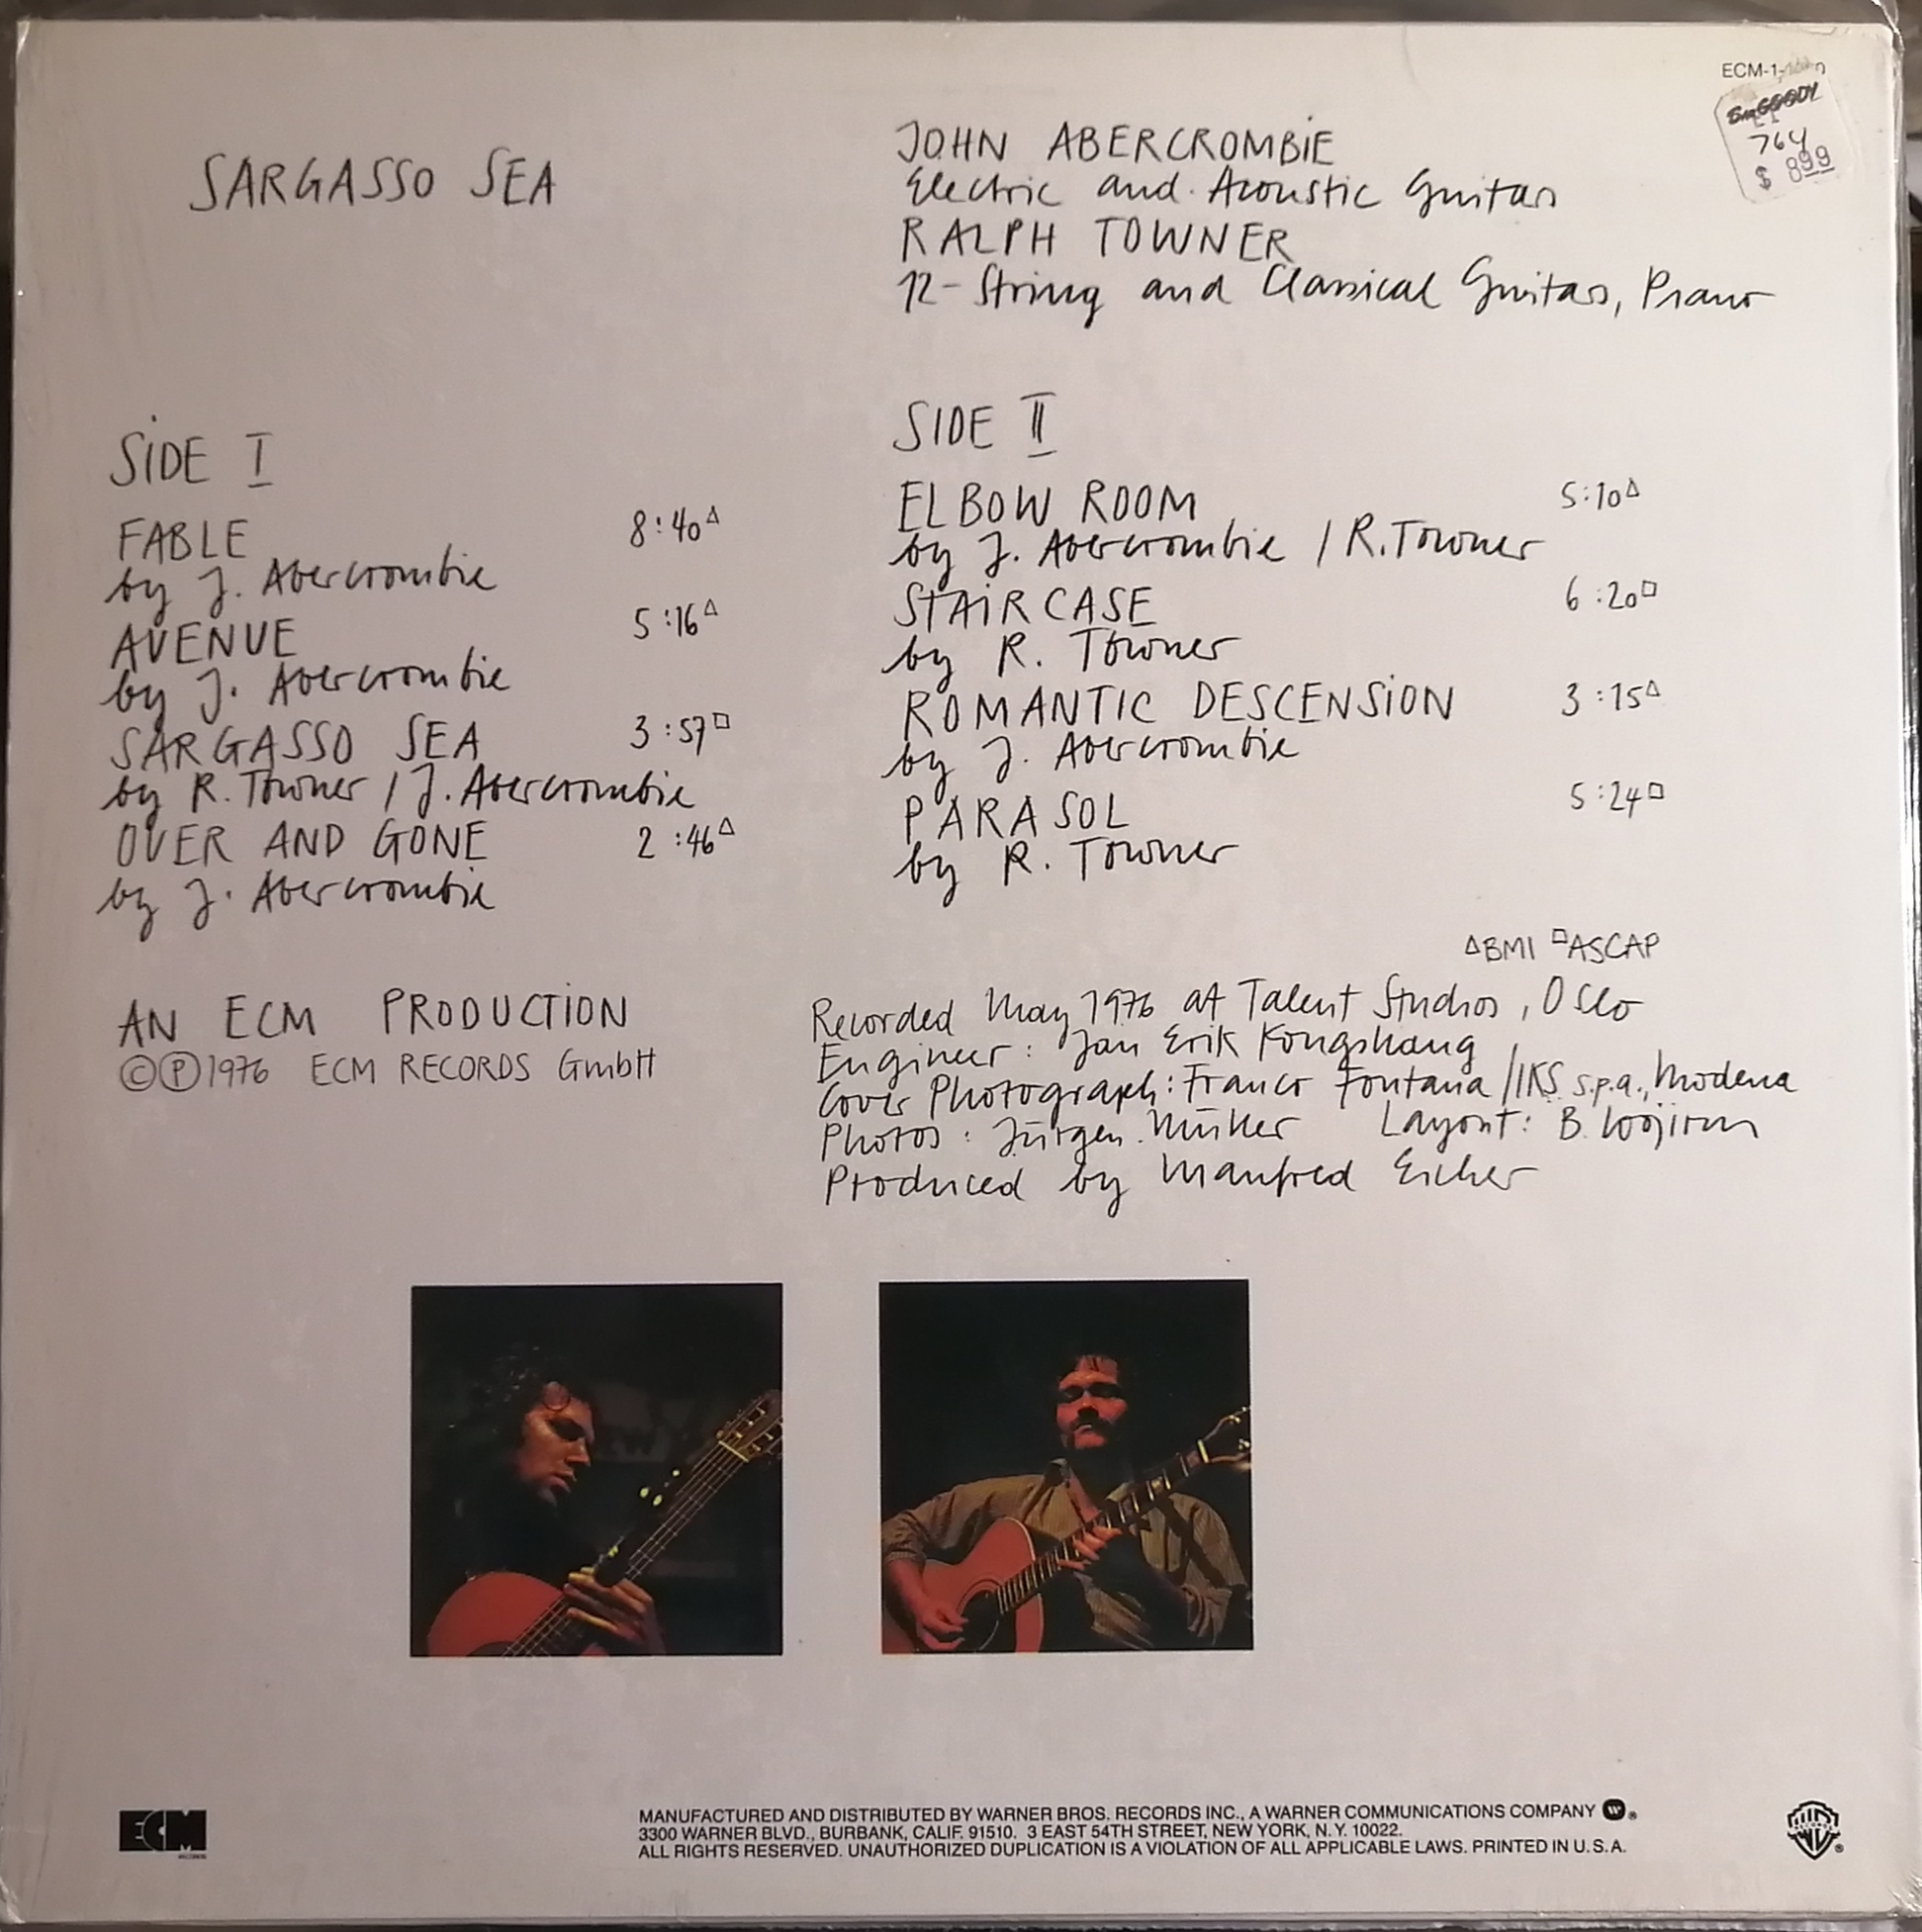 ECM-1-
Sam GOODY
764
$ 8.99
SARGASSO SEA
JOHN ABERCROMBIE
Electric and Acoustic Guitars
RALPH TOWNER
12-String and Classical Guitars, Piano
SIDE I
FABLE 8:40△
by J. Abercrombie
AVENUE 5:16△
by J. Abercrombie
SARGASSO SEA 3:57□
by R. Towner / J. Abercrombie
OVER AND GONE 2:46△
by J. Abercrombie
SIDE II
ELBOW ROOM 5:10△
by J. Abercrombie / R. Towner
STAIRCASE 6:20□
by R. Towner
ROMANTIC DESCENSION 3:15△
by J. Abercrombie
PARASOL 5:24□
by R. Towner
△BMI □ASCAP
AN ECM PRODUCTION
©℗1976 ECM RECORDS GmbH
Recorded May 1976 at Talent Studios, Oslo
Engineer: Jan Erik Kongshaug
Cover Photograph: Franco Fontana / IKS s.p.a., Modena
Photos: Jürgen Müller Layout: B. Wojirsch
Produced by Manfred Eicher
ECM
RECORDS
MANUFACTURED AND DISTRIBUTED BY WARNER BROS. RECORDS INC., A WARNER COMMUNICATIONS COMPANY ®
3300 WARNER BLVD., BURBANK, CALIF. 91510. 3 EAST 54TH STREET, NEW YORK, N.Y. 10022.
ALL RIGHTS RESERVED. UNAUTHORIZED DUPLICATION IS A VIOLATION OF ALL APPLICABLE LAWS. PRINTED IN U.S.A.